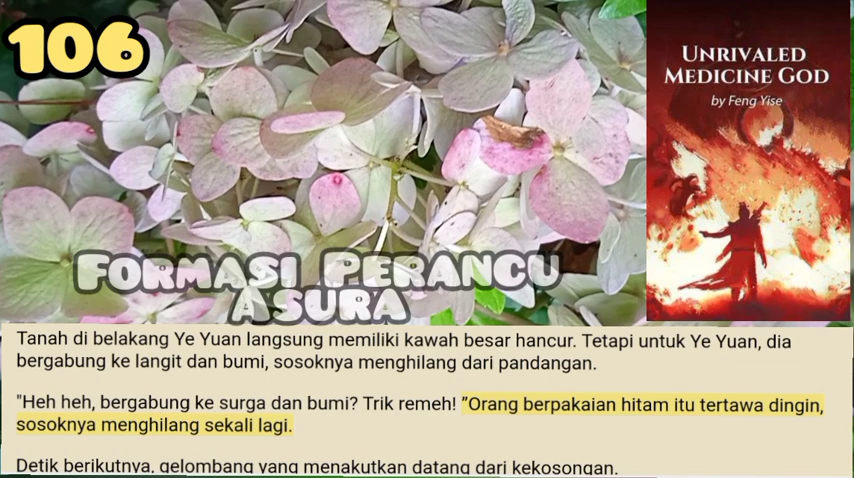 106
UNRIVALED
MEDICINE GOD
by Feng Yise
FORMASI PERANCU
ASURA
Tanah di belakang Ye Yuan langsung memiliki kawah besar hancur. Tetapi untuk Ye Yuan, dia
bergabung ke langit dan bumi, sosoknya menghilang dari pandangan.
"Heh heh, bergabung ke surga dan bumi? Trik remeh! ”Orang berpakaian hitam itu tertawa dingin,
sosoknya menghilang sekali lagi.
Detik berikutnya, gelombang yang menakutkan datang dari kekosongan.